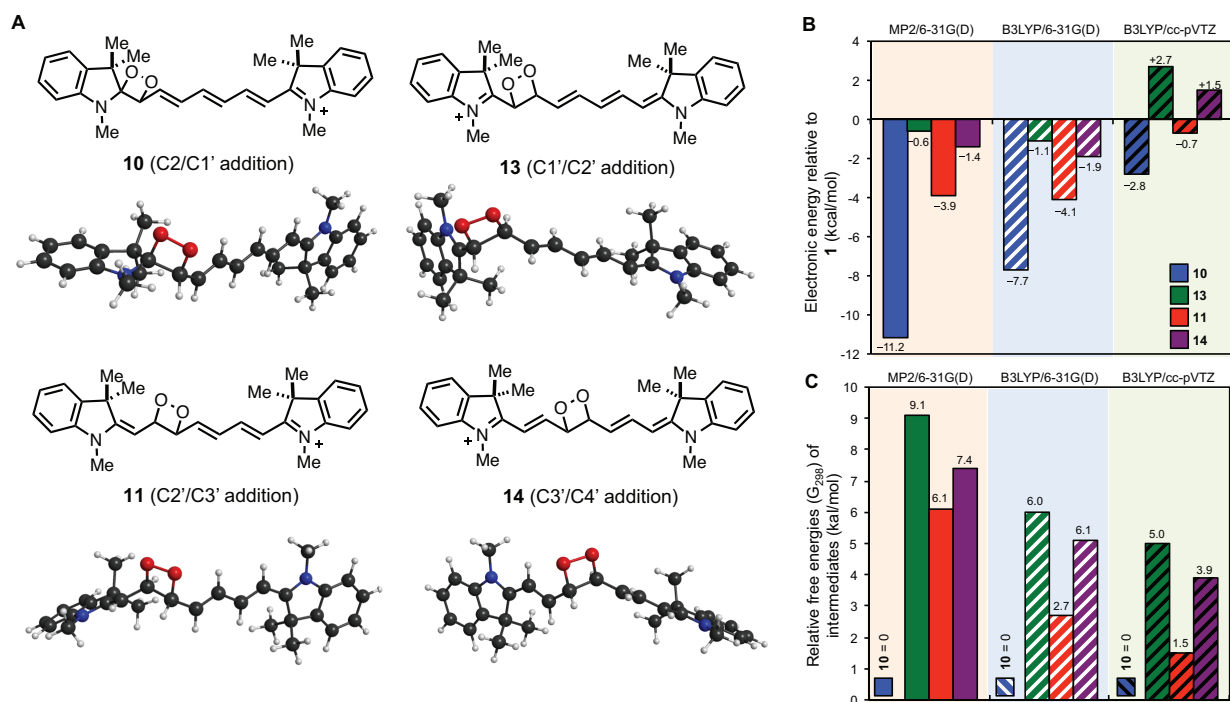 A
Me
Me
Me
O
O
N
Me
N
+
Me
10 (C2/C1' addition)
Me
Me
O
O
N
+
Me
Me
Me
N
Me
13 (C1'/C2' addition)
Me
Me
O
O
N
Me
Me
Me
N
+
Me
11 (C2'/C3' addition)
Me
Me
O
O
N
+
Me
Me
Me
N
Me
14 (C3'/C4' addition)
B
MP2/6-31G(D)
B3LYP/6-31G(D)
B3LYP/cc-pVTZ
Electronic energy relative to
1 (kcal/mol)
4
2
0
-2
-4
-6
-8
-10
-12
−11.2
−0.6
−3.9
−1.4
−7.7
−1.1
−4.1
−1.9
−2.8
+2.7
−0.7
+1.5
10
13
11
14
C
MP2/6-31G(D)
B3LYP/6-31G(D)
B3LYP/cc-pVTZ
Relative free energies (G298) of
intermediates (kal/mol)
10
9
8
7
6
5
4
3
2
1
0
10 = 0
9.1
6.1
7.4
10 = 0
6.0
2.7
6.1
10 = 0
5.0
1.5
3.9